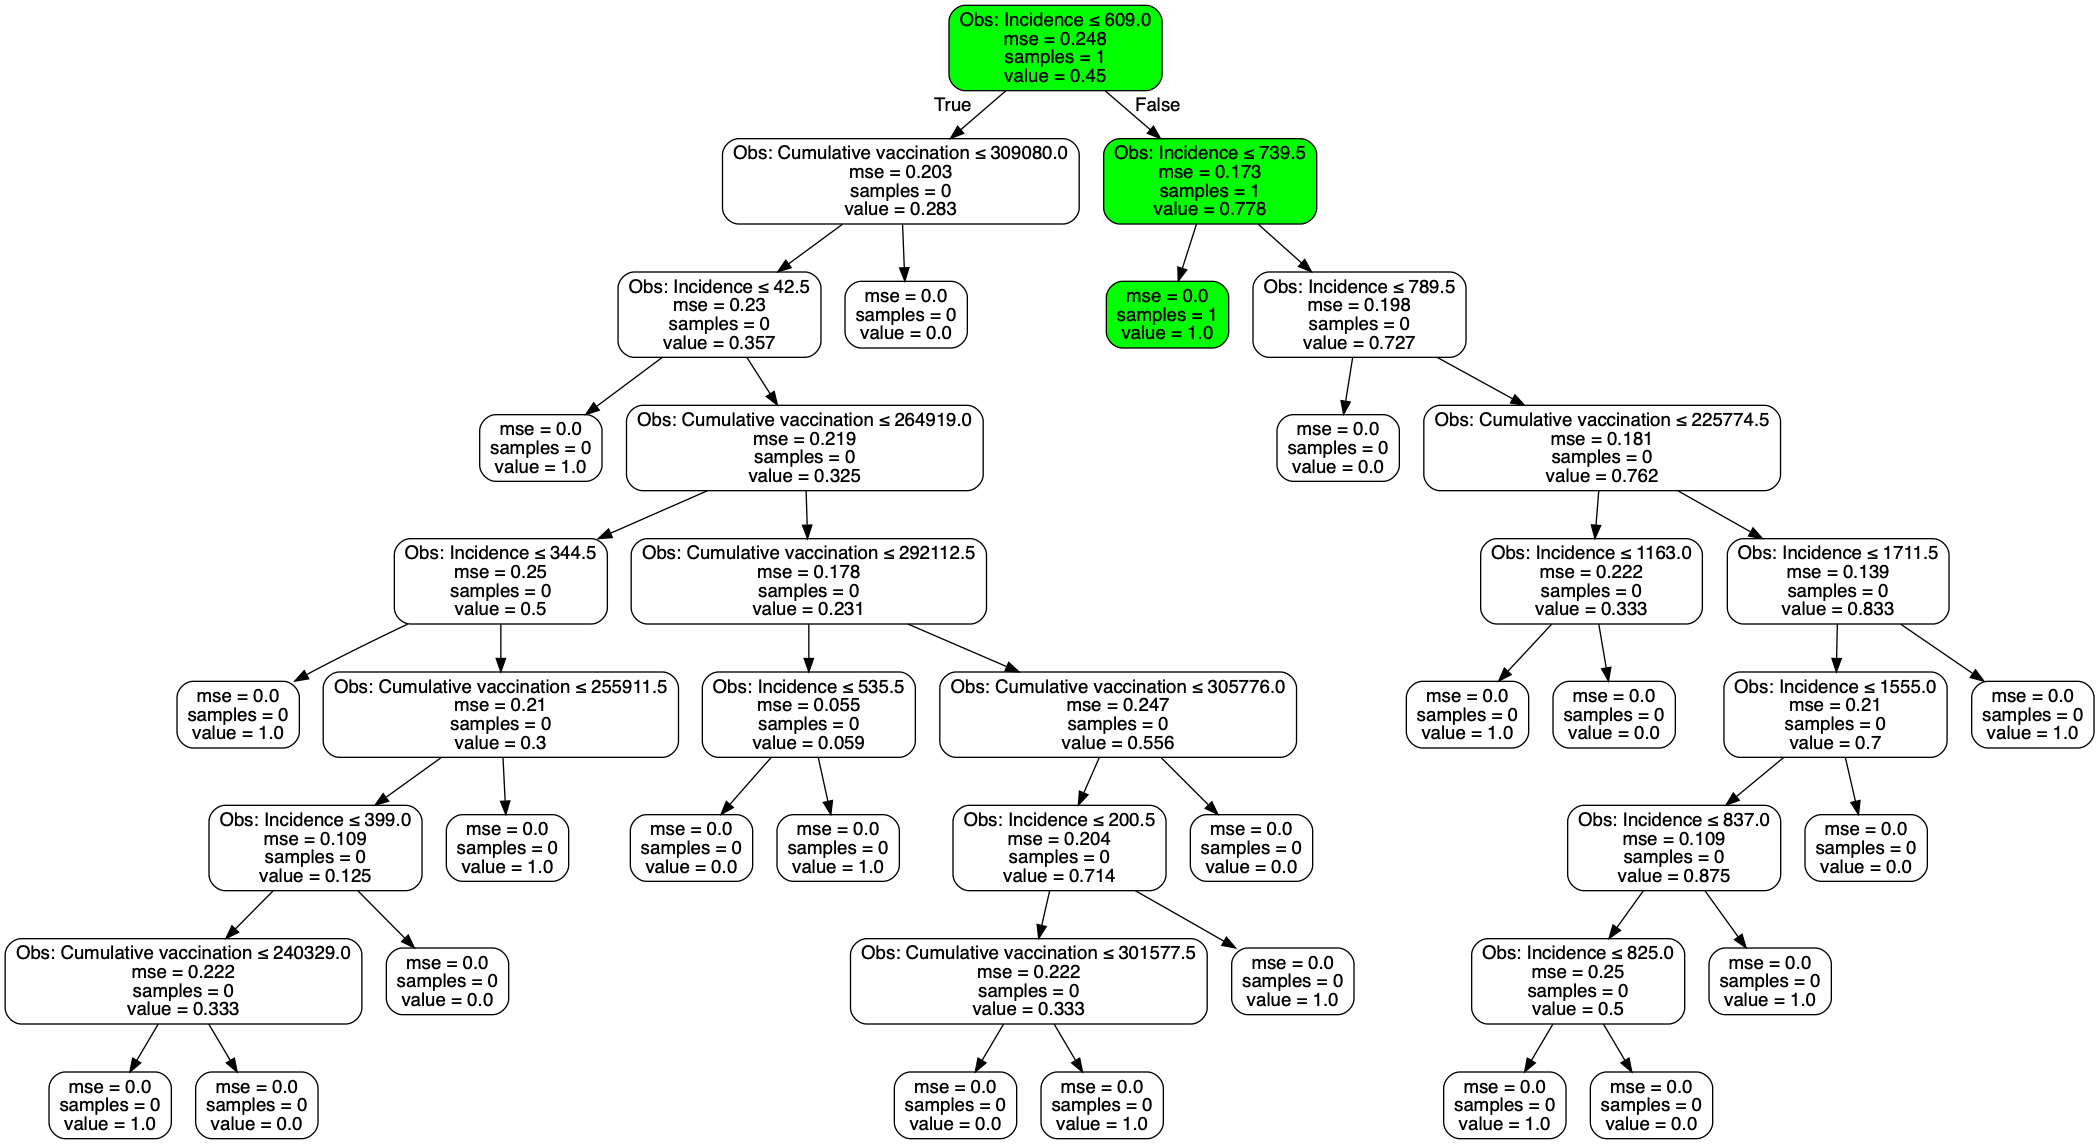 Obs: Incidence ≤ 609.0
mse = 0.248
samples = 1
value = 0.45
True
False
Obs: Cumulative vaccination ≤ 309080.0
mse = 0.203
samples = 0
value = 0.283
Obs: Incidence ≤ 739.5
mse = 0.173
samples = 1
value = 0.778
Obs: Incidence ≤ 42.5
mse = 0.23
samples = 0
value = 0.357
mse = 0.0
samples = 0
value = 0.0
mse = 0.0
samples = 1
value = 1.0
Obs: Incidence ≤ 789.5
mse = 0.198
samples = 0
value = 0.727
mse = 0.0
samples = 0
value = 1.0
Obs: Cumulative vaccination ≤ 264919.0
mse = 0.219
samples = 0
value = 0.325
mse = 0.0
samples = 0
value = 0.0
Obs: Cumulative vaccination ≤ 225774.5
mse = 0.181
samples = 0
value = 0.762
Obs: Incidence ≤ 344.5
mse = 0.25
samples = 0
value = 0.5
Obs: Cumulative vaccination ≤ 292112.5
mse = 0.178
samples = 0
value = 0.231
Obs: Incidence ≤ 1163.0
mse = 0.222
samples = 0
value = 0.333
Obs: Incidence ≤ 1711.5
mse = 0.139
samples = 0
value = 0.833
mse = 0.0
samples = 0
value = 1.0
Obs: Cumulative vaccination ≤ 255911.5
mse = 0.21
samples = 0
value = 0.3
Obs: Incidence ≤ 535.5
mse = 0.055
samples = 0
value = 0.059
Obs: Cumulative vaccination ≤ 305776.0
mse = 0.247
samples = 0
value = 0.556
mse = 0.0
samples = 0
value = 1.0
mse = 0.0
samples = 0
value = 0.0
Obs: Incidence ≤ 1555.0
mse = 0.21
samples = 0
value = 0.7
mse = 0.0
samples = 0
value = 1.0
Obs: Incidence ≤ 399.0
mse = 0.109
samples = 0
value = 0.125
mse = 0.0
samples = 0
value = 1.0
mse = 0.0
samples = 0
value = 0.0
mse = 0.0
samples = 0
value = 1.0
Obs: Incidence ≤ 200.5
mse = 0.204
samples = 0
value = 0.714
mse = 0.0
samples = 0
value = 0.0
Obs: Incidence ≤ 837.0
mse = 0.109
samples = 0
value = 0.875
mse = 0.0
samples = 0
value = 0.0
Obs: Cumulative vaccination ≤ 240329.0
mse = 0.222
samples = 0
value = 0.333
mse = 0.0
samples = 0
value = 0.0
Obs: Cumulative vaccination ≤ 301577.5
mse = 0.222
samples = 0
value = 0.333
mse = 0.0
samples = 0
value = 1.0
Obs: Incidence ≤ 825.0
mse = 0.25
samples = 0
value = 0.5
mse = 0.0
samples = 0
value = 1.0
mse = 0.0
samples = 0
value = 1.0
mse = 0.0
samples = 0
value = 0.0
mse = 0.0
samples = 0
value = 0.0
mse = 0.0
samples = 0
value = 1.0
mse = 0.0
samples = 0
value = 1.0
mse = 0.0
samples = 0
value = 0.0